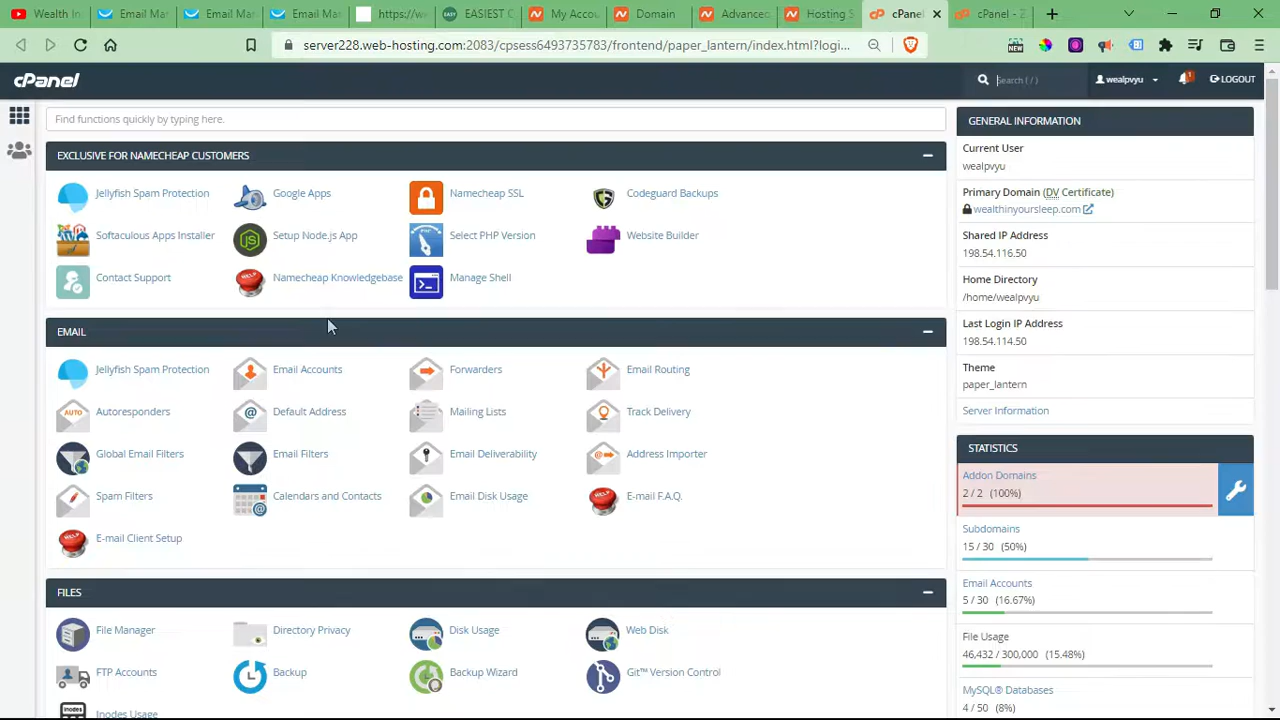 Wealth In
Email Ma
Email Ma
Email Ma
https://w
EASIEST C
My Accou
Domain
Advanced
Hosting S
cPanel
cPanel - Z
server228.web-hosting.com:2083/cpsess6493735783/frontend/paper_lantern/index.html?logi...
NEW
cPanel
Search ( / )
wealpvyu
1
LOGOUT
Find functions quickly by typing here.
EXCLUSIVE FOR NAMECHEAP CUSTOMERS
Jellyfish Spam Protection
Google Apps
Namecheap SSL
Codeguard Backups
Softaculous Apps Installer
Setup Node.js App
Select PHP Version
Website Builder
Contact Support
Namecheap Knowledgebase
Manage Shell
EMAIL
Jellyfish Spam Protection
Email Accounts
Forwarders
Email Routing
Autoresponders
Default Address
Mailing Lists
Track Delivery
Global Email Filters
Email Filters
Email Deliverability
Address Importer
Spam Filters
Calendars and Contacts
Email Disk Usage
E-mail F.A.Q.
E-mail Client Setup
FILES
File Manager
Directory Privacy
Disk Usage
Web Disk
FTP Accounts
Backup
Backup Wizard
Git™ Version Control
Inodes Usage
GENERAL INFORMATION
Current User
wealpvyu
Primary Domain (DV Certificate)
wealthinyoursleep.com
Shared IP Address
198.54.116.50
Home Directory
/home/wealpvyu
Last Login IP Address
198.54.114.50
Theme
paper_lantern
Server Information
STATISTICS
Addon Domains
2 / 2 (100%)
Subdomains
15 / 30 (50%)
Email Accounts
5 / 30 (16.67%)
File Usage
46,432 / 300,000 (15.48%)
MySQL® Databases
4 / 50 (8%)